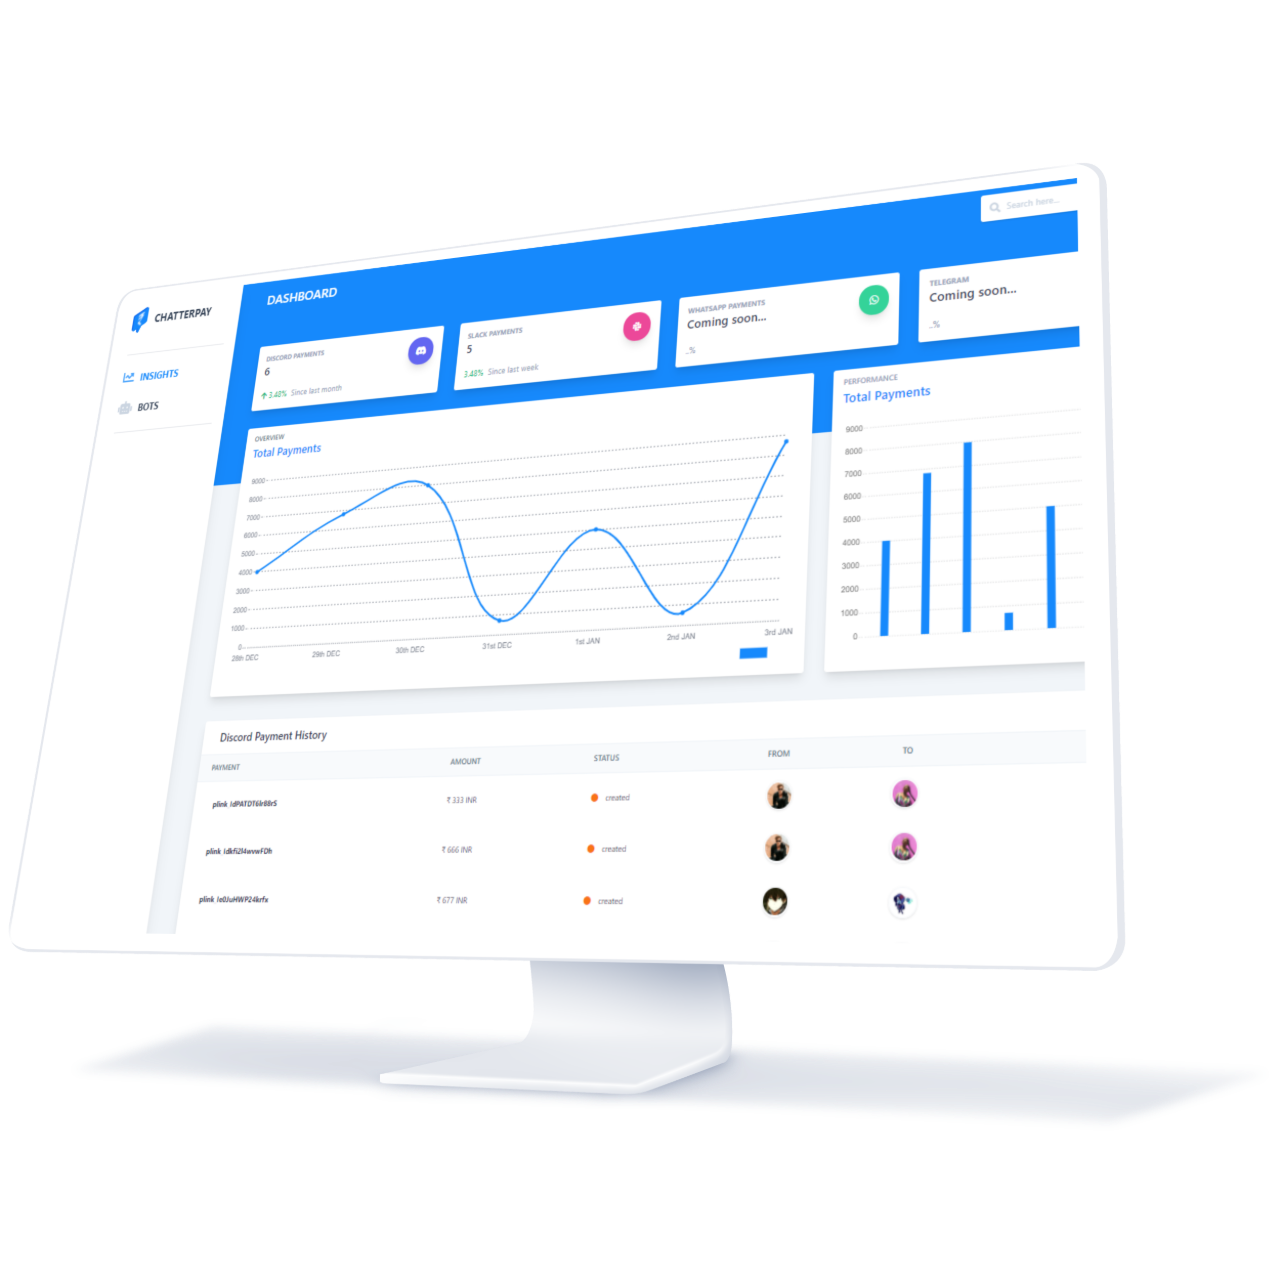 CHATTERPAY
INSIGHTS
BOTS
DASHBOARD
Search here...
DISCORD PAYMENTS
6
3.48% Since last month
SLACK PAYMENTS
5
3.48% Since last week
WHATSAPP PAYMENTS
Coming soon...
..%
TELEGRAM
Coming soon...
..%
OVERVIEW
Total Payments
9000
8000
7000
6000
5000
4000
3000
2000
1000
0
28th DEC
29th DEC
30th DEC
31st DEC
1st JAN
2nd JAN
3rd JAN
PERFORMANCE
Total Payments
9000
8000
7000
6000
5000
4000
3000
2000
1000
0
Discord Payment History
PAYMENT AMOUNT STATUS FROM TO
plink ₹ 333 INR created
plink ₹ 666 INR created
plink ₹ 677 INR created